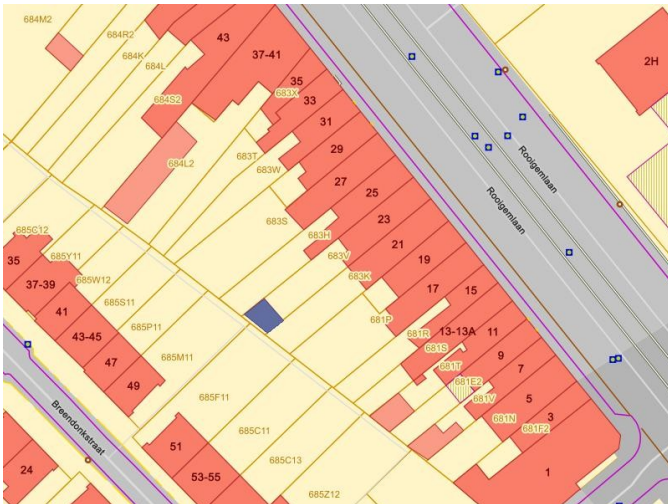 684M2
684R2
684K
684L
43
37-41
2H
684S2
35
683X
33
31
684L2
683T
29
683W
27
25
23
683S
683H
21
683V
19
683K
17
15
681P
681R
13-13A
11
681S
9
681T
7
681E2
681V
5
681N
3
681F2
1
Rooigemlaan
Rooigemlaan
685C12
35
685Y11
37-39
685W12
41
685S11
43-45
685P11
47
685M11
49
685F11
685C11
51
685C13
53-55
685Z12
Breendonkstraat
24